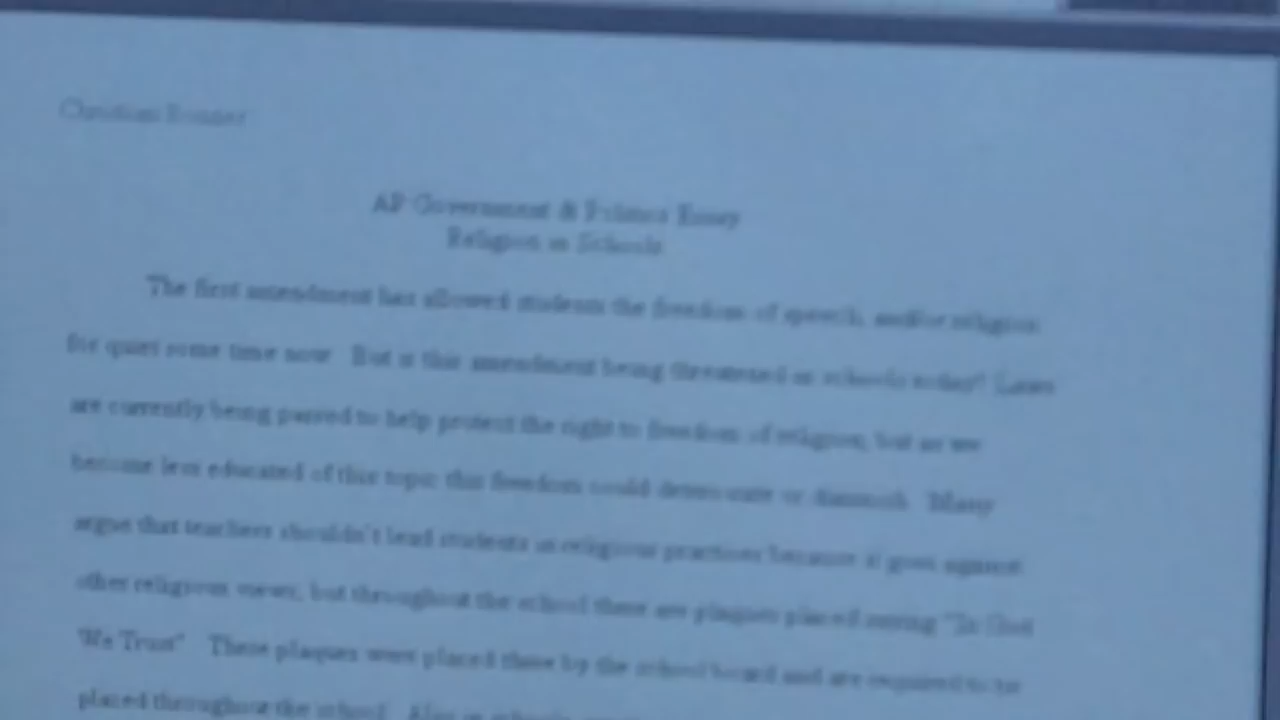 Christian
AP Government & Politics Essay
Religion in Schools
The first amendment has allowed students the freedom of speech, and/or religion
for quiet some time now. But is this amendment being threatened in schools today? Laws
are currently being passed to help protect the right to freedom of religion, but as we
become less educated of this topic this freedom could deteriorate or diminish. Many
argue that teachers shouldn't lead students in religious practices because it goes against
other religious views, but throughout the school there are plaques placed saying "In God
We Trust" These plaques were placed there by the school board and are required to be
placed throughout the school. Also in schools